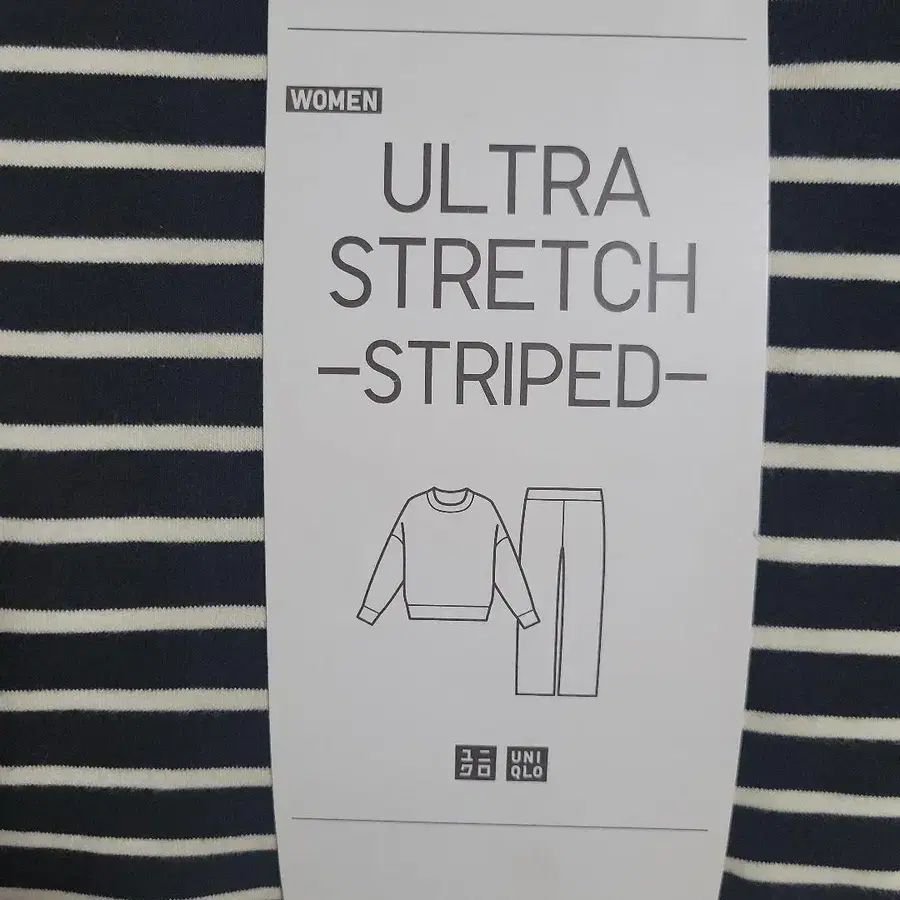 WOMEN
ULTRA
STRETCH
–STRIPED–
ユニ
クロ
UNI
QLO